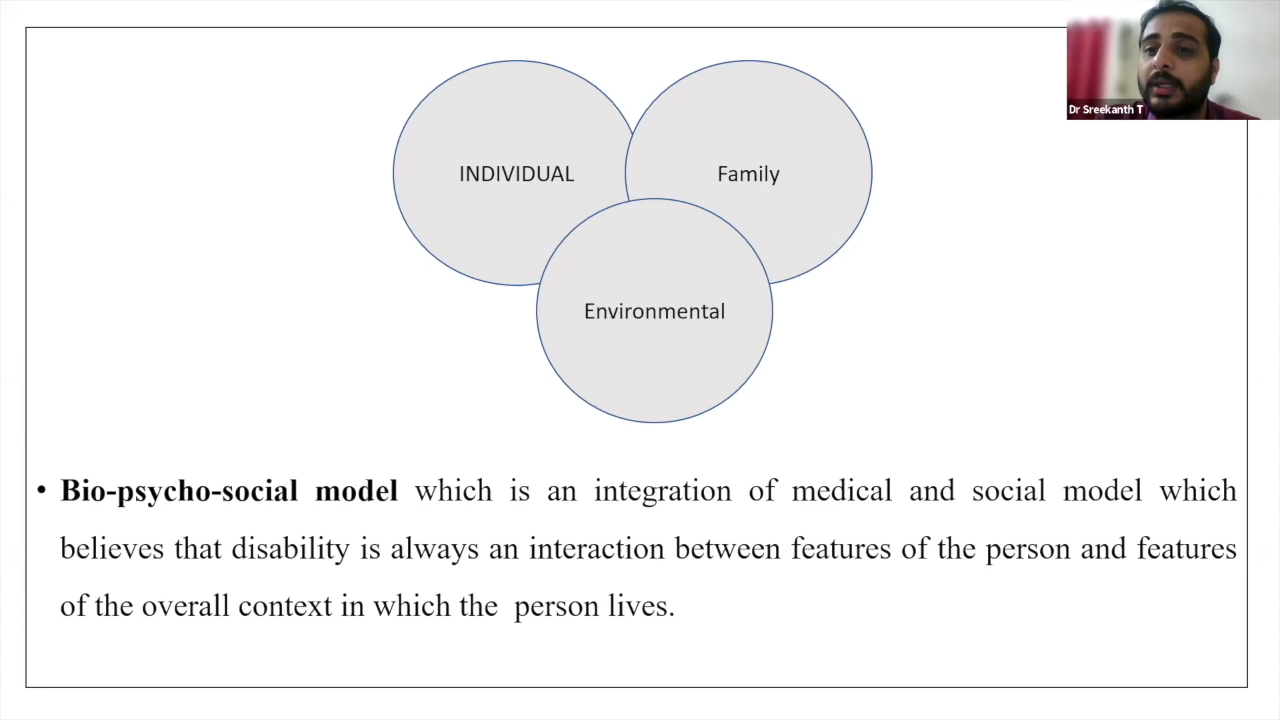 Dr Sreekanth T
INDIVIDUAL
Family
Environmental
• Bio-psycho-social model which is an integration of medical and social model which
believes that disability is always an interaction between features of the person and features
of the overall context in which the person lives.